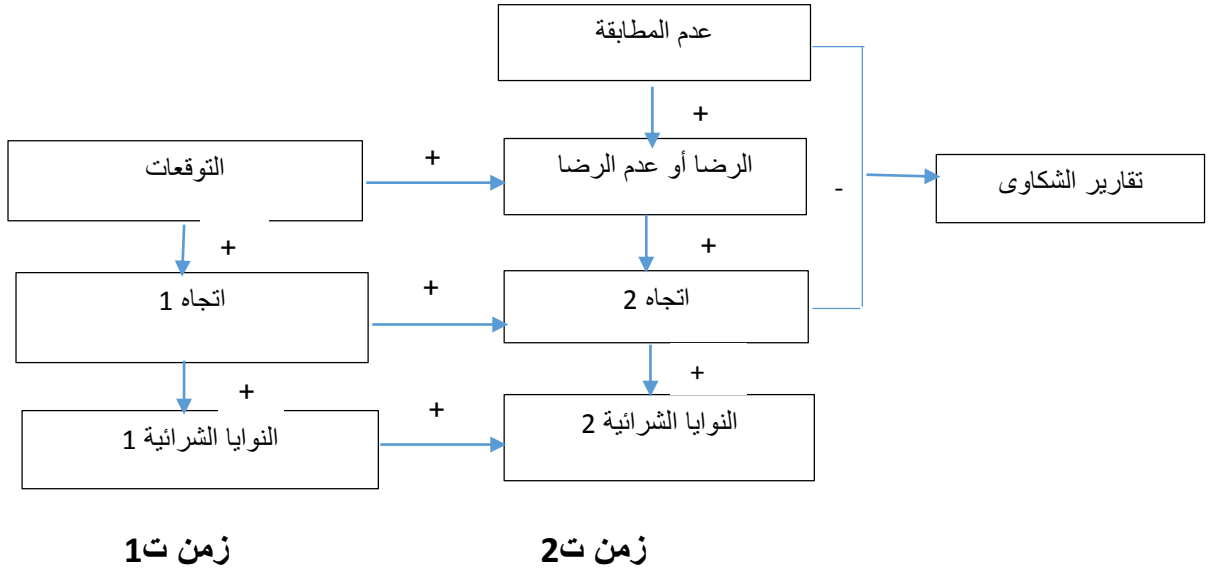 عدم المطابقة
+
التوقعات
+
الرضا أو عدم الرضا
-
تقارير الشكاوى
+
+
اتجاه 1
+
اتجاه 2
+
+
النوايا الشرائية 1
+
النوايا الشرائية 2
زمن ت1
زمن ت2